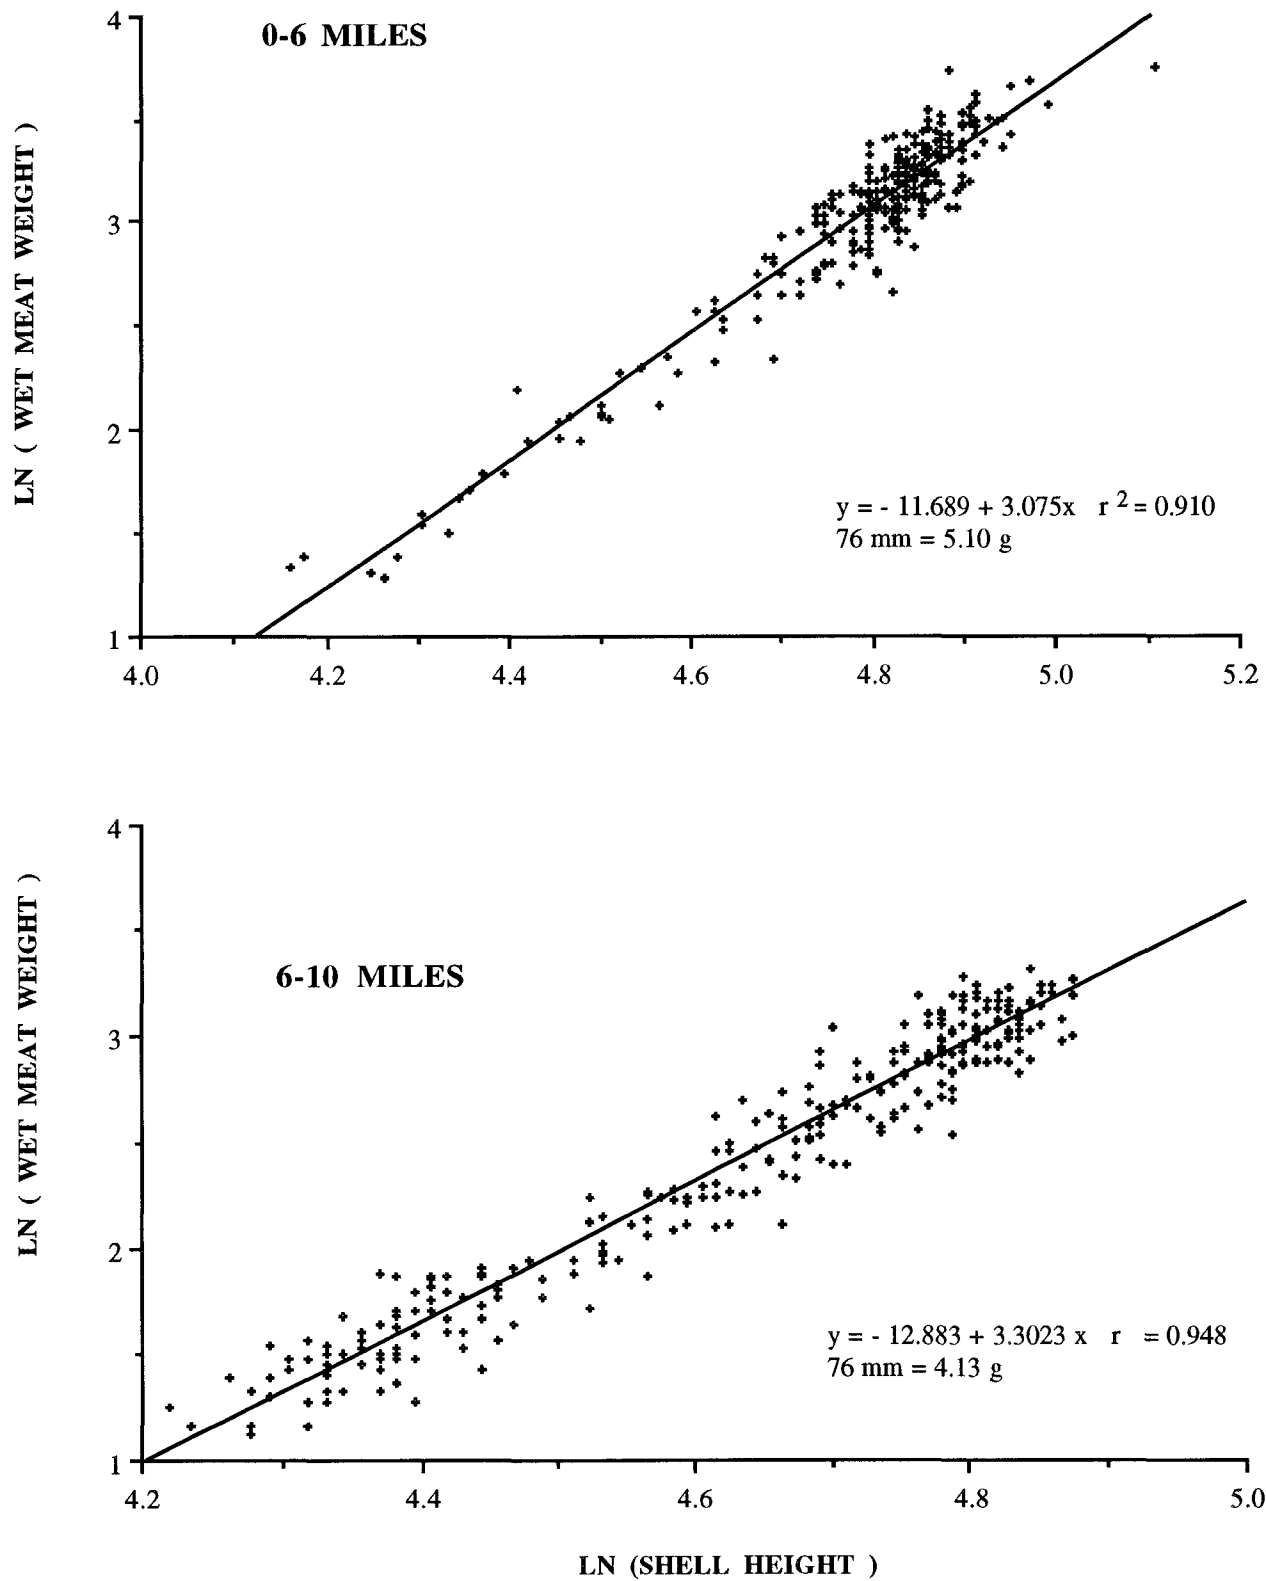 0-6 MILES
LN ( WET MEAT WEIGHT )
4
3
2
1
y = - 11.689 + 3.075x r 2 = 0.910
76 mm = 5.10 g
4.0 4.2 4.4 4.6 4.8 5.0 5.2
6-10 MILES
LN ( WET MEAT WEIGHT )
4
3
2
1
y = - 12.883 + 3.3023 x r = 0.948
76 mm = 4.13 g
4.2 4.4 4.6 4.8 5.0
LN (SHELL HEIGHT )